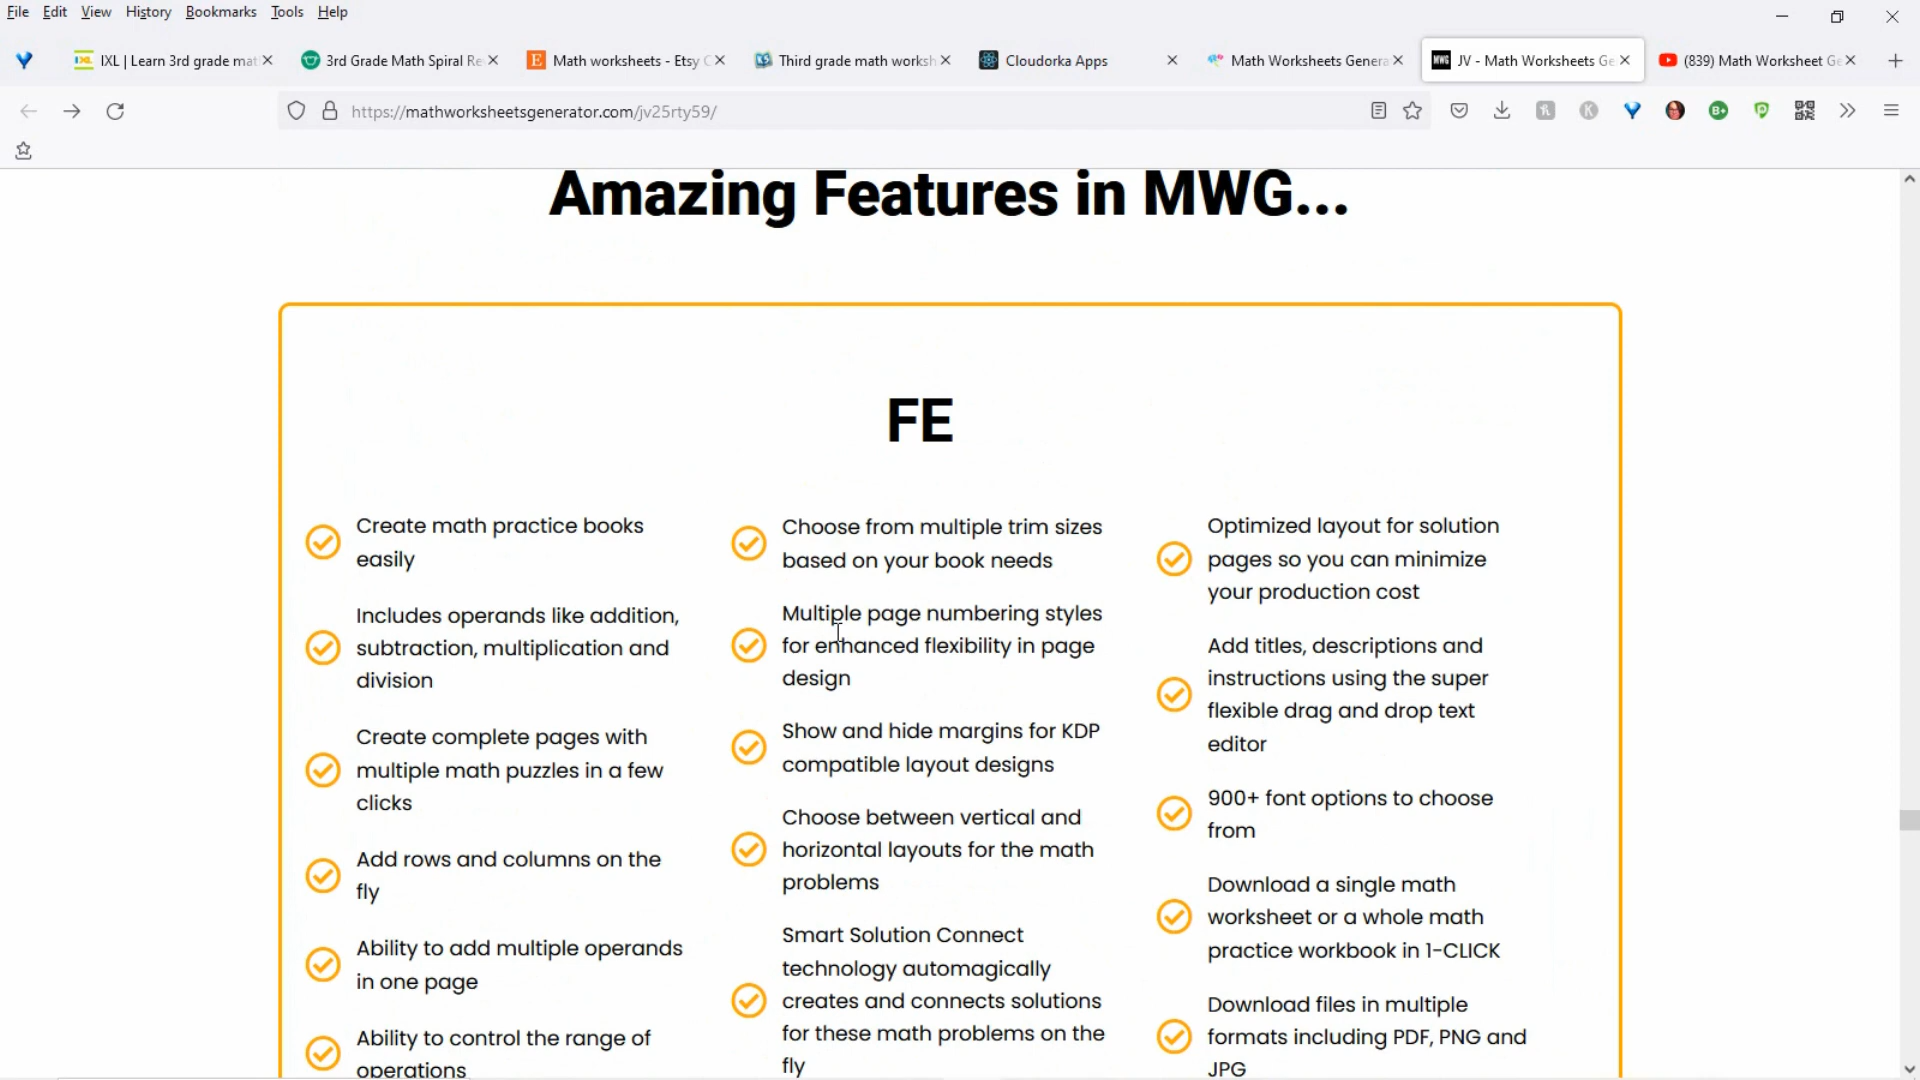 File Edit View History Bookmarks Tools Help
IXL | Learn 3rd grade mat
3rd Grade Math Spiral Re
Math worksheets - Etsy C
Third grade math worksh
Cloudorka Apps
Math Worksheets Genera
JV - Math Worksheets Ge
(839) Math Worksheet Ge
https://mathworksheetsgenerator.com/jv25rty59/
Amazing Features in MWG...
FE
Create math practice books
easily
Includes operands like addition,
subtraction, multiplication and
division
Create complete pages with
multiple math puzzles in a few
clicks
Add rows and columns on the
fly
Ability to add multiple operands
in one page
Ability to control the range of
operations
Choose from multiple trim sizes
based on your book needs
Multiple page numbering styles
for enhanced flexibility in page
design
Show and hide margins for KDP
compatible layout designs
Choose between vertical and
horizontal layouts for the math
problems
Smart Solution Connect
technology automagically
creates and connects solutions
for these math problems on the
fly
Optimized layout for solution
pages so you can minimize
your production cost
Add titles, descriptions and
instructions using the super
flexible drag and drop text
editor
900+ font options to choose
from
Download a single math
worksheet or a whole math
practice workbook in 1-CLICK
Download files in multiple
formats including PDF, PNG and
JPG